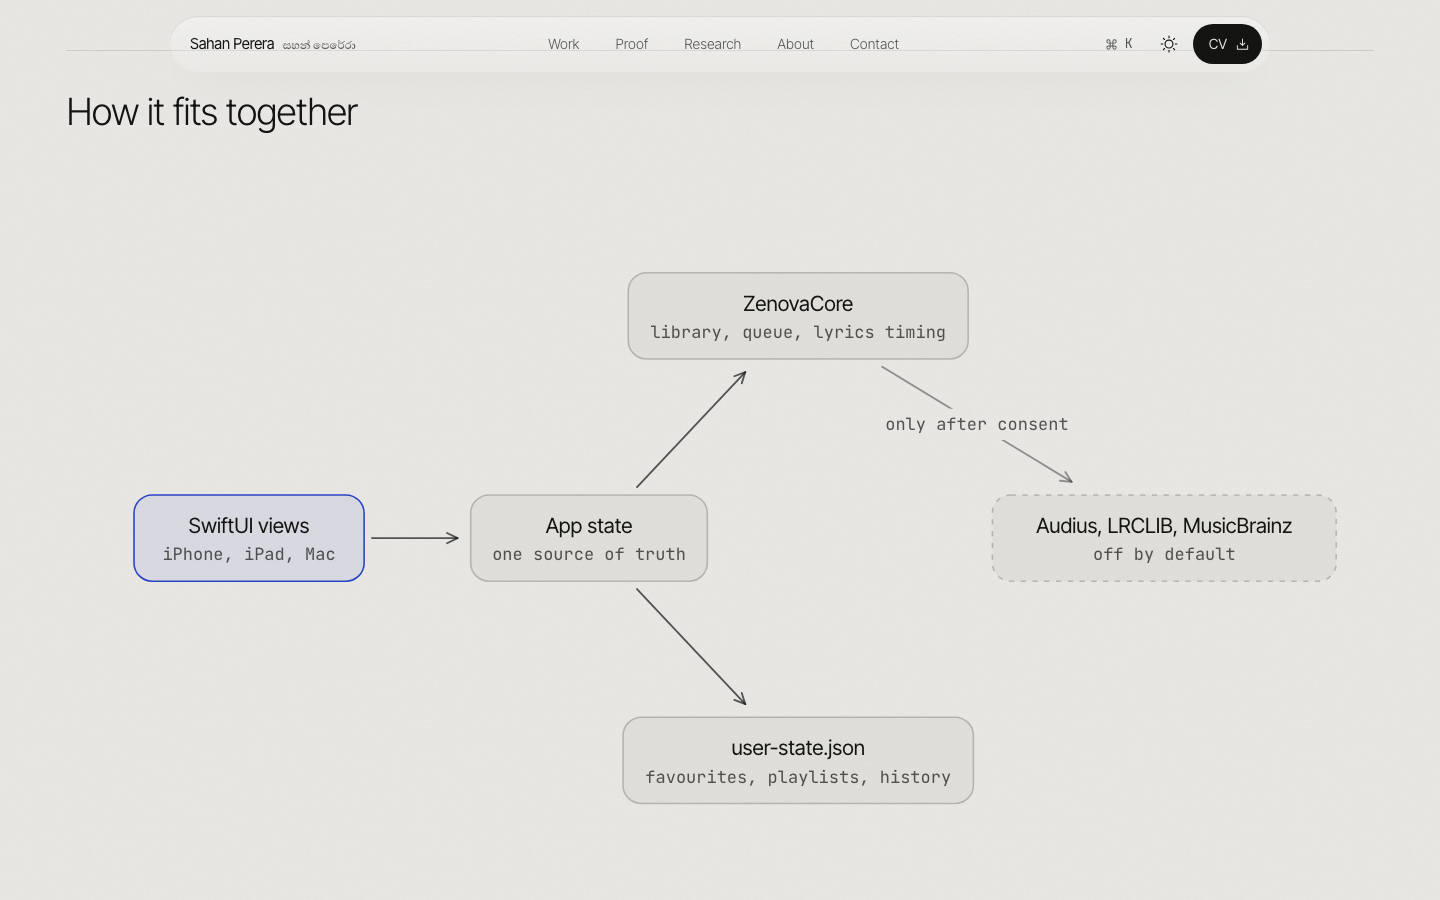 Sahan Perera සහන් පෙරේරා
Work
Proof
Research
About
Contact
⌘ K
CV
How it fits together
ZenovaCore
library, queue, lyrics timing
only after consent
SwiftUI views
iPhone, iPad, Mac
App state
one source of truth
Audius, LRCLIB, MusicBrainz
off by default
user-state.json
favourites, playlists, history